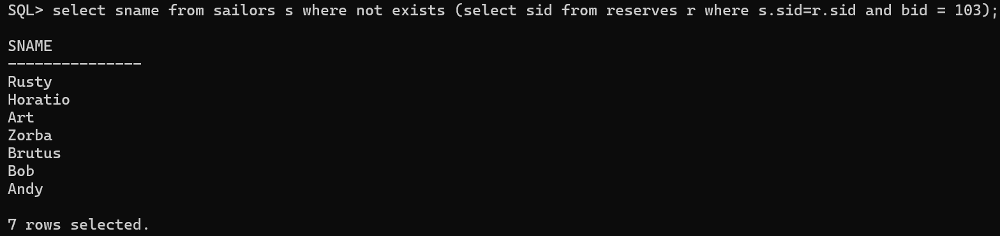 SQL> select sname from sailors s where not exists (select sid from reserves r where s.sid=r.sid and bid = 103);
SNAME
---------------
Rusty
Horatio
Art
Zorba
Brutus
Bob
Andy
7 rows selected.